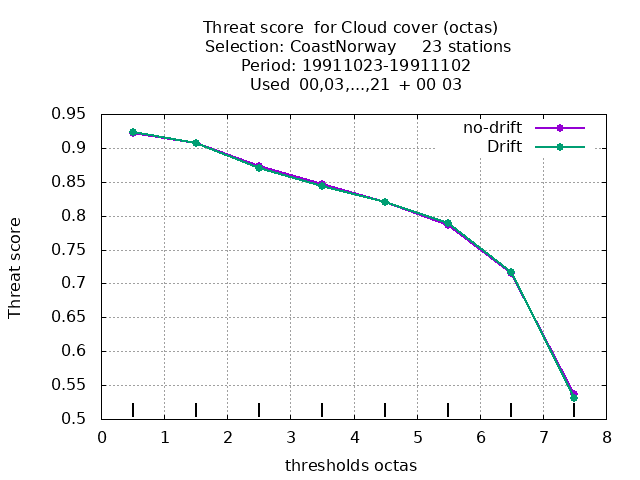 Threat score  for Cloud cover (octas)
Selection: CoastNorway     23 stations
Period: 19911023-19911102
Used  00,03,...,21  + 00 03
no-drift
Drift
Threat score
0.95
0.9
0.85
0.8
0.75
0.7
0.65
0.6
0.55
0.5
0 1 2 3 4 5 6 7 8
thresholds octas